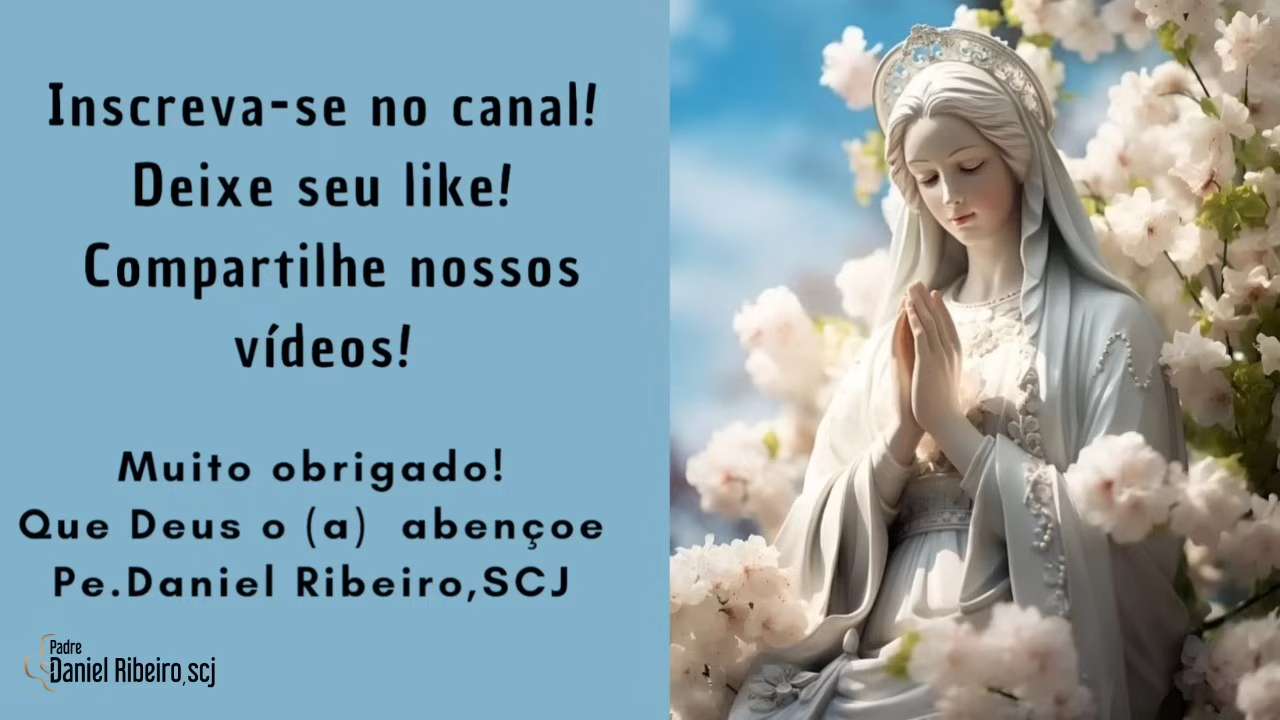 Inscreva-se no canal!
Deixe seu like!
Compartilhe nossos
vídeos!
Muito obrigado!
Que Deus o (a) abençoe
Pe.Daniel Ribeiro,SCJ
Padre
Daniel Ribeiro,scj